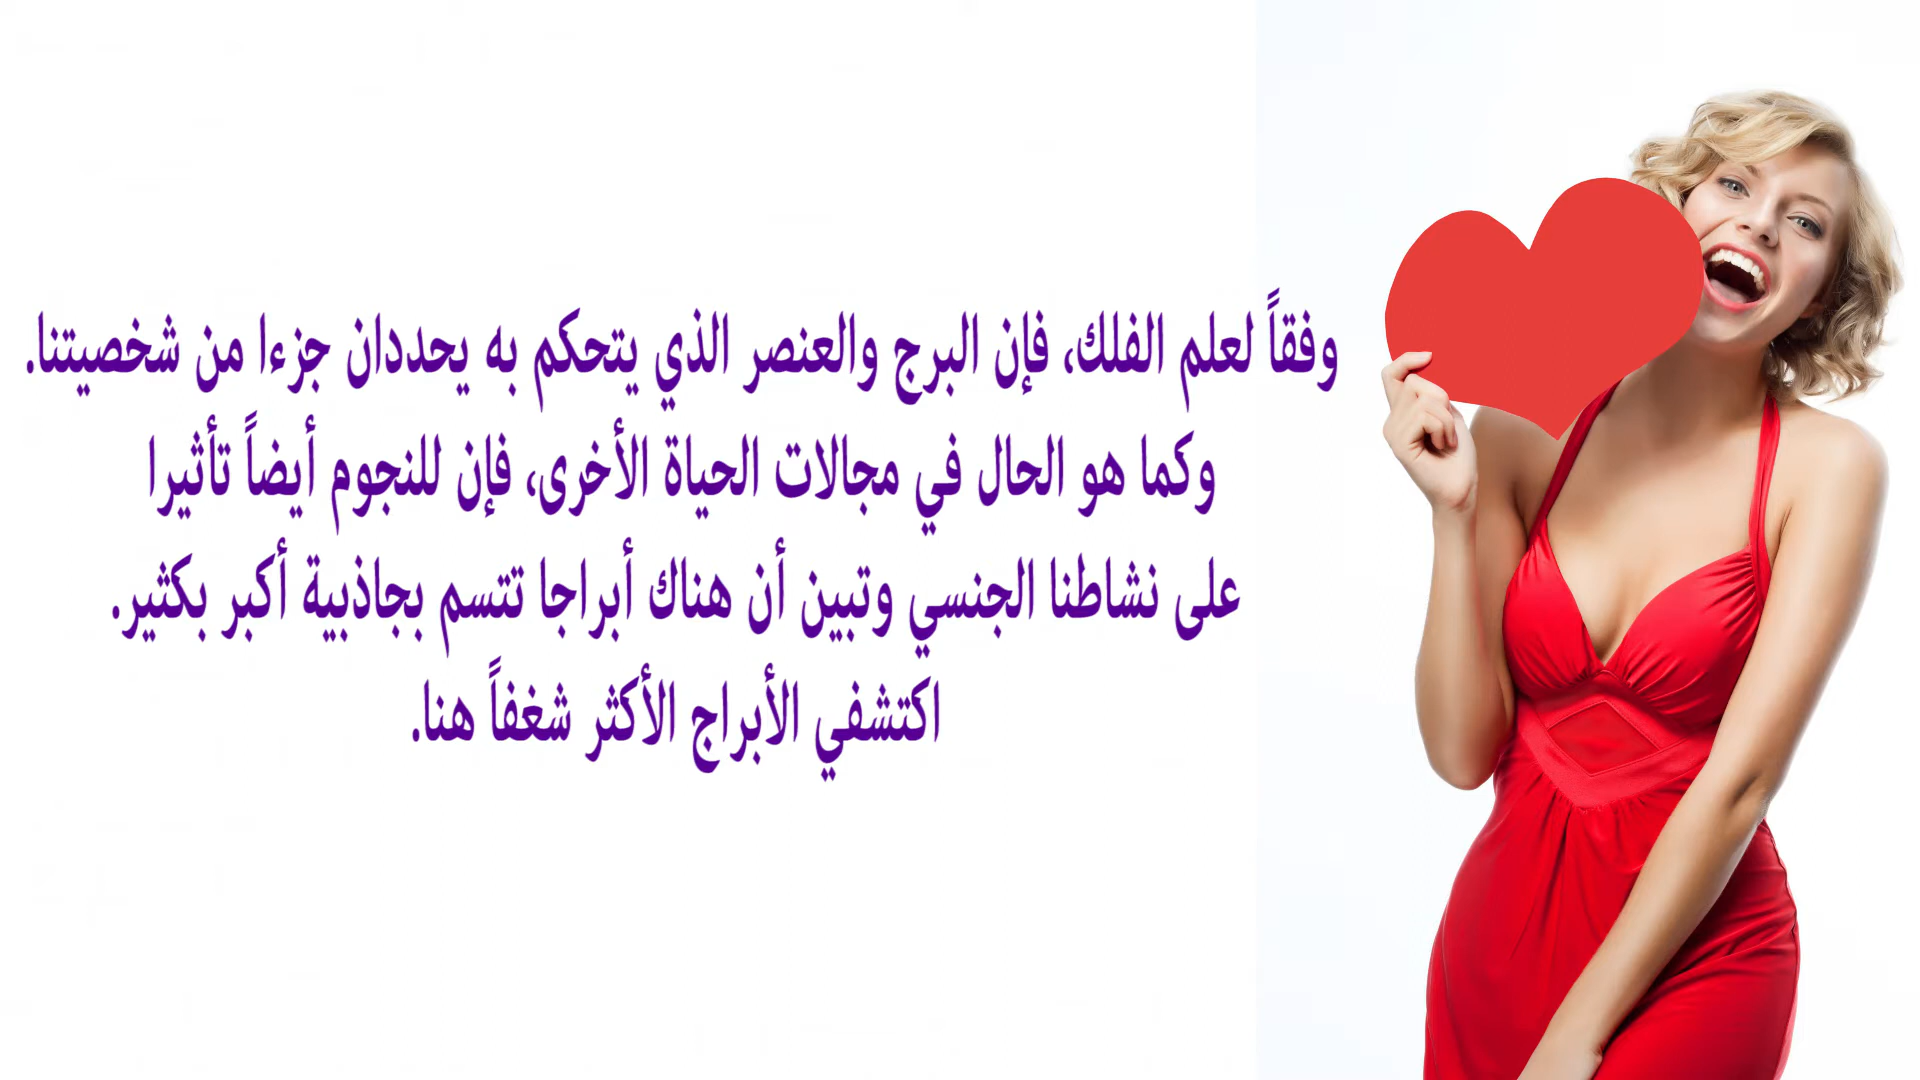 وفقاً لعلم الفلك، فإن البرج والعنصر الذي يتحكم به يحددان جزءا من شخصيتنا.
وكما هو الحال في مجالات الحياة الأخرى، فإن للنجوم أيضاً تأثيرا
على نشاطنا الجنسي وتبين أن هناك أبراجا تتسم بجاذبية أكبر بكثير.
اكتشفي الأبراج الأكثر شغفاً هنا.